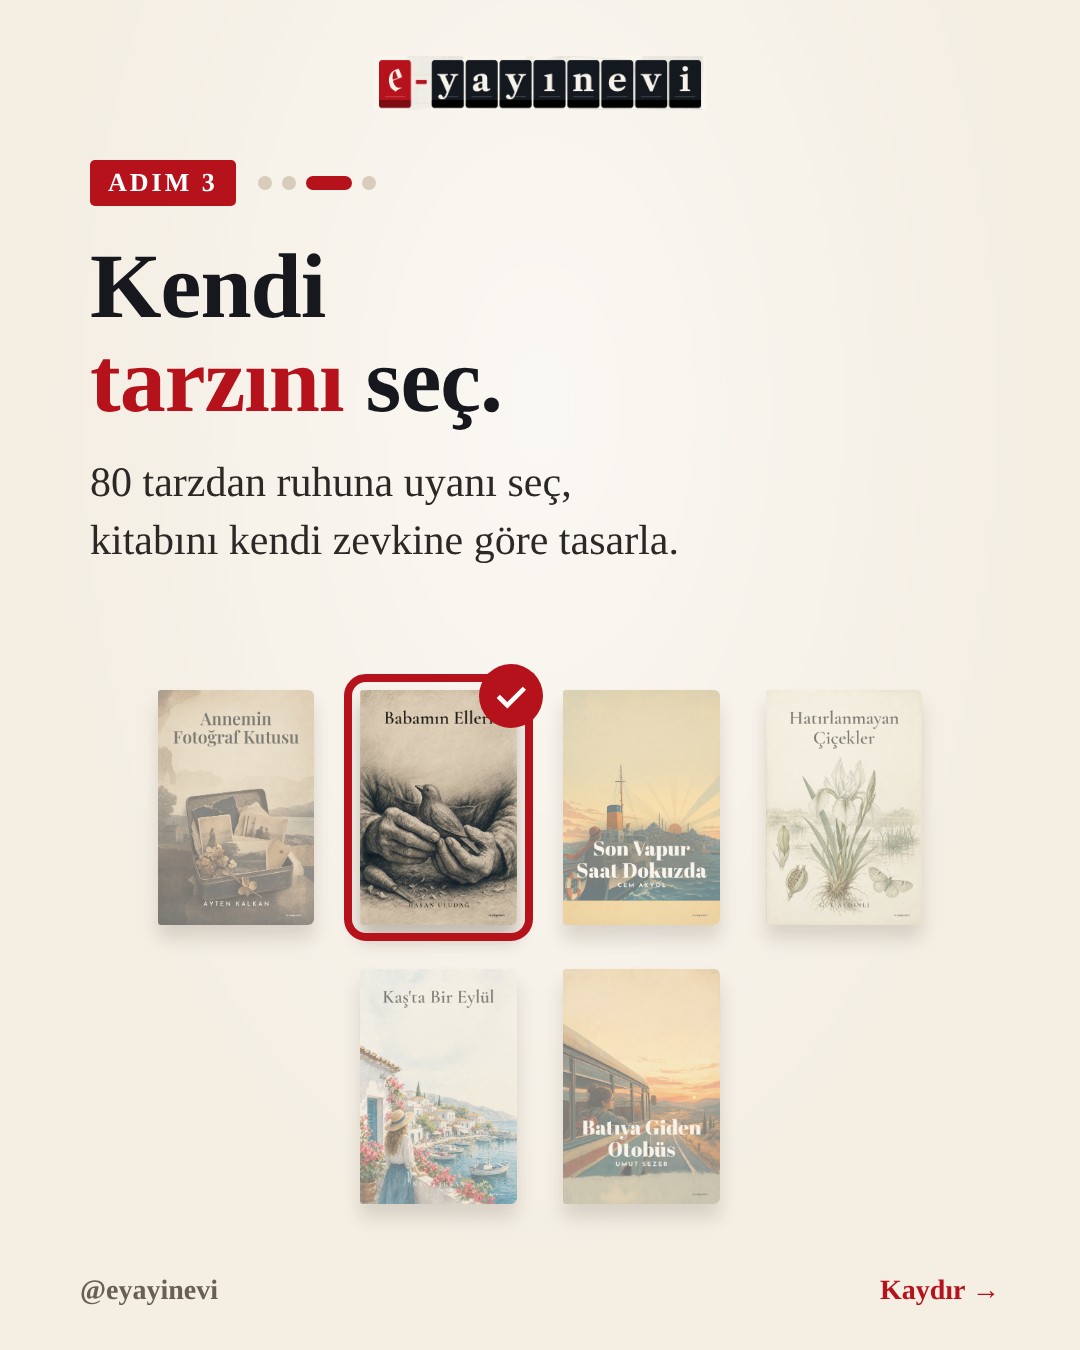 e-yayınevi
ADIM 3
Kendi
tarzını seç.
80 tarzdan ruhuna uyanı seç,
kitabını kendi zevkine göre tasarla.
Annemin
Fotoğraf Kutusu
AYTEN KALKAN
Babamın
HASAN ULUDAĞ
Son Vapur
Saat Dokuzda
CEM AKYOL
Hatırlanmayan
Çiçekler
Kaş'ta Bir Eylül
Batıya Giden
Otobüs
UMUT SEZER
@eyayinevi
Kaydır →